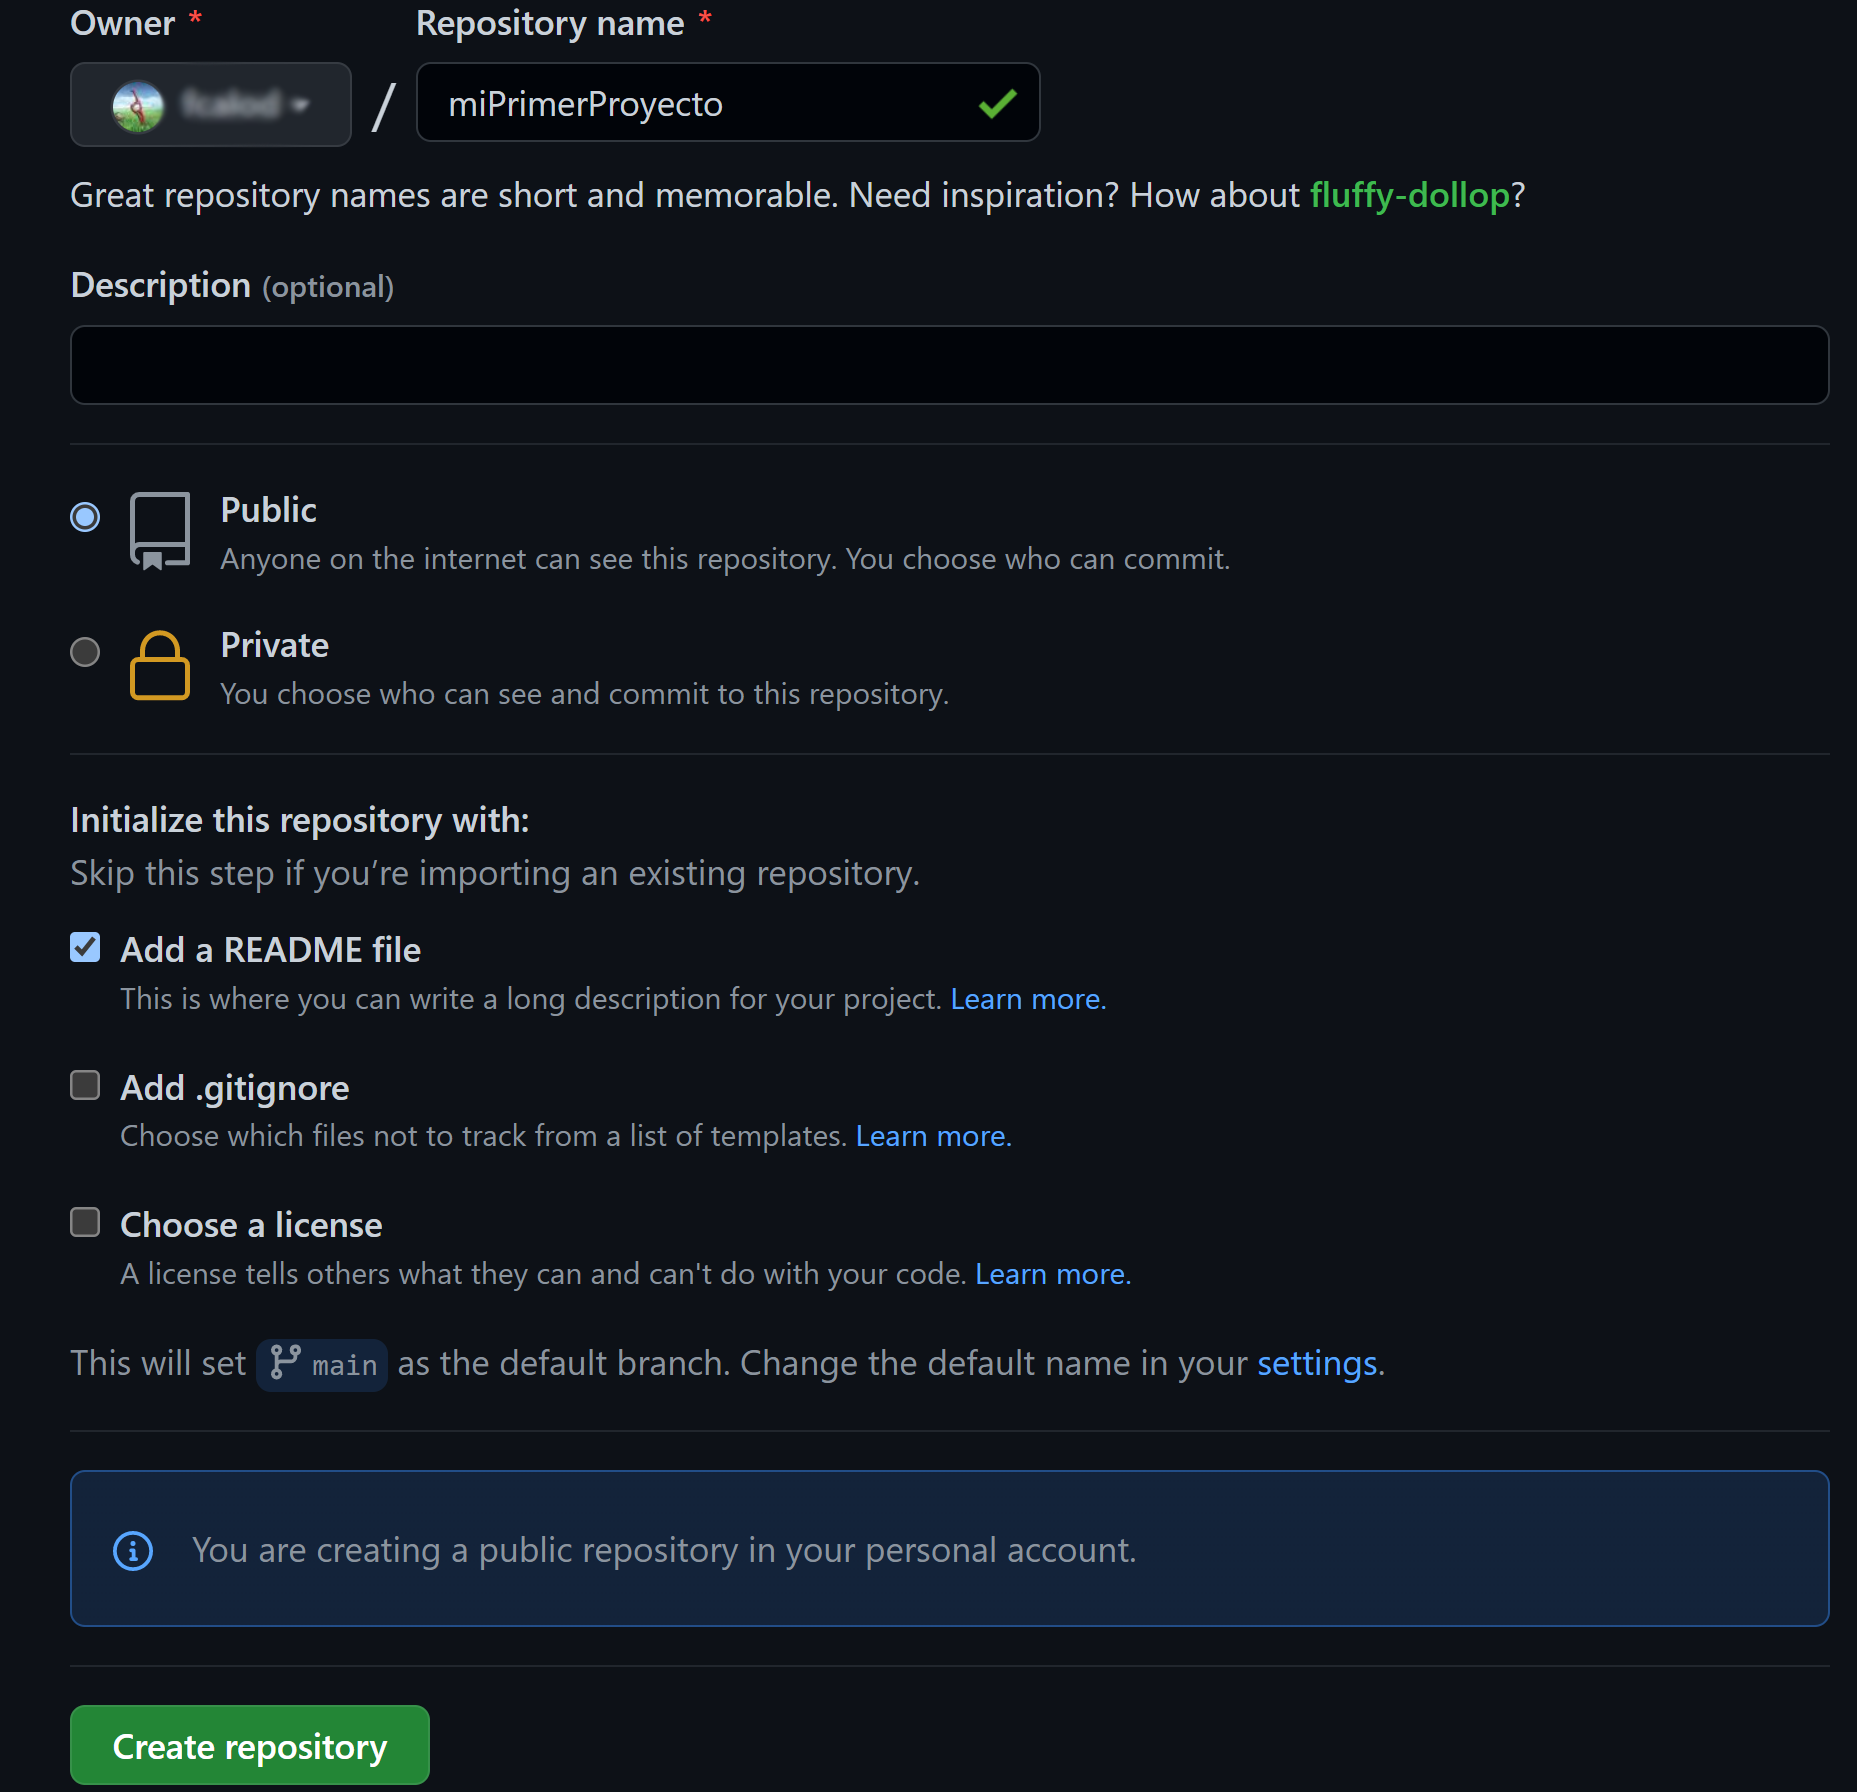 Owner * Repository name *
/ miPrimerProyecto
Great repository names are short and memorable. Need inspiration? How about fluffy-dollop?
Description (optional)
Public
Anyone on the internet can see this repository. You choose who can commit.
Private
You choose who can see and commit to this repository.
Initialize this repository with:
Skip this step if you’re importing an existing repository.
Add a README file
This is where you can write a long description for your project. Learn more.
Add .gitignore
Choose which files not to track from a list of templates. Learn more.
Choose a license
A license tells others what they can and can't do with your code. Learn more.
This will set main as the default branch. Change the default name in your settings.
You are creating a public repository in your personal account.
Create repository